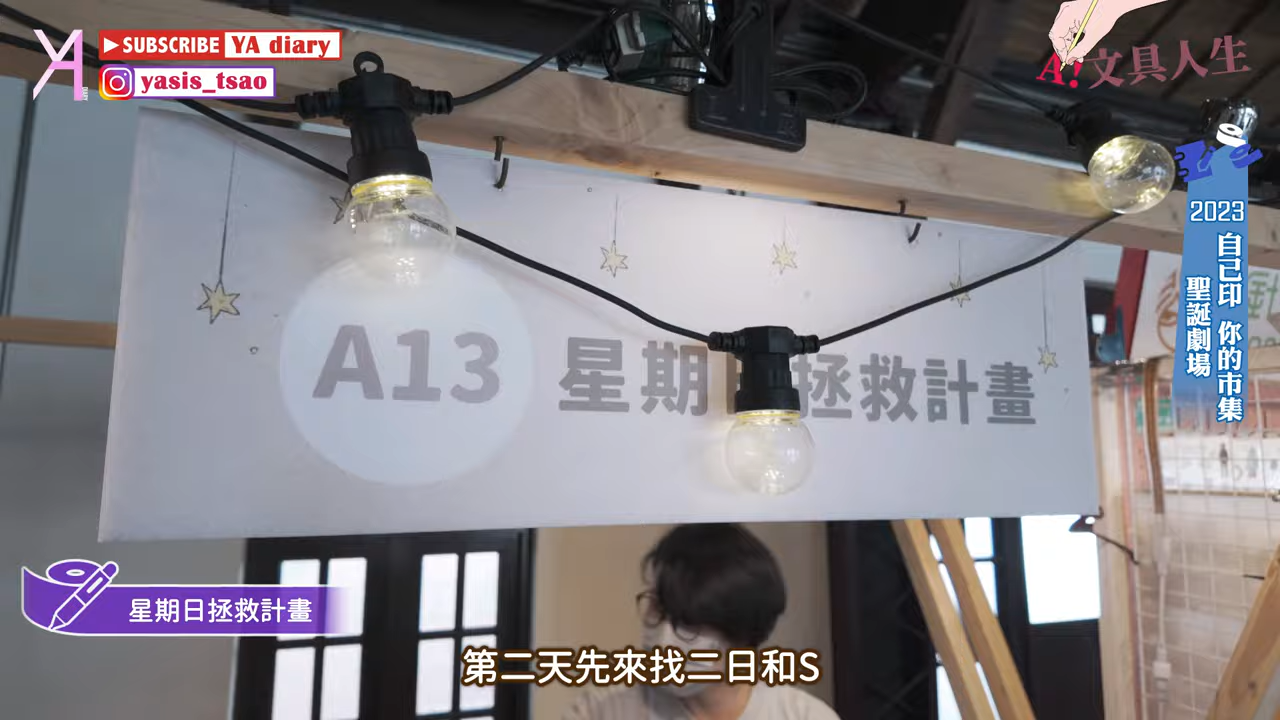 SUBSCRIBE YA diary
yasis_tsao
A!文具人生
2023
自己印 你的市集
聖誕劇場
A13 星期日拯救計畫
星期日拯救計畫
第二天先來找二日和S